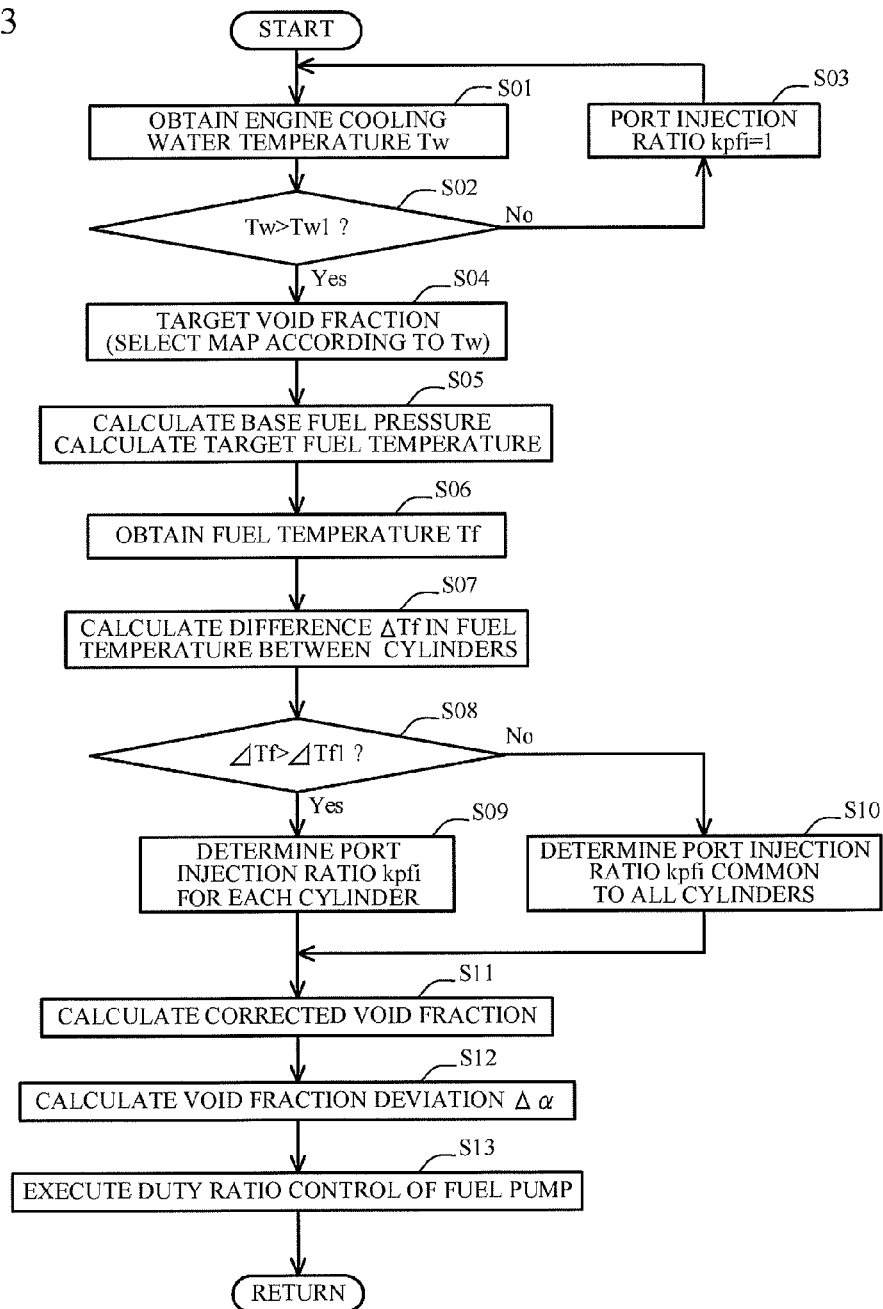 3
START
S01
OBTAIN ENGINE COOLING
WATER TEMPERATURE Tw
S03
PORT INJECTION
RATIO kpfi=1
S02
Tw>Tw1 ?
No
Yes
S04
TARGET VOID FRACTION
(SELECT MAP ACCORDING TO Tw)
S05
CALCULATE BASE FUEL PRESSURE
CALCULATE TARGET FUEL TEMPERATURE
S06
OBTAIN FUEL TEMPERATURE Tf
S07
CALCULATE DIFFERENCE ΔTf IN FUEL
TEMPERATURE BETWEEN CYLINDERS
S08
⊿Tf>⊿Tf1 ?
No
Yes
S09
DETERMINE PORT
INJECTION RATIO kpfi
FOR EACH CYLINDER
S10
DETERMINE PORT INJECTION
RATIO kpfi COMMON
TO ALL CYLINDERS
S11
CALCULATE CORRECTED VOID FRACTION
S12
CALCULATE VOID FRACTION DEVIATION Δ α
S13
EXECUTE DUTY RATIO CONTROL OF FUEL PUMP
RETURN